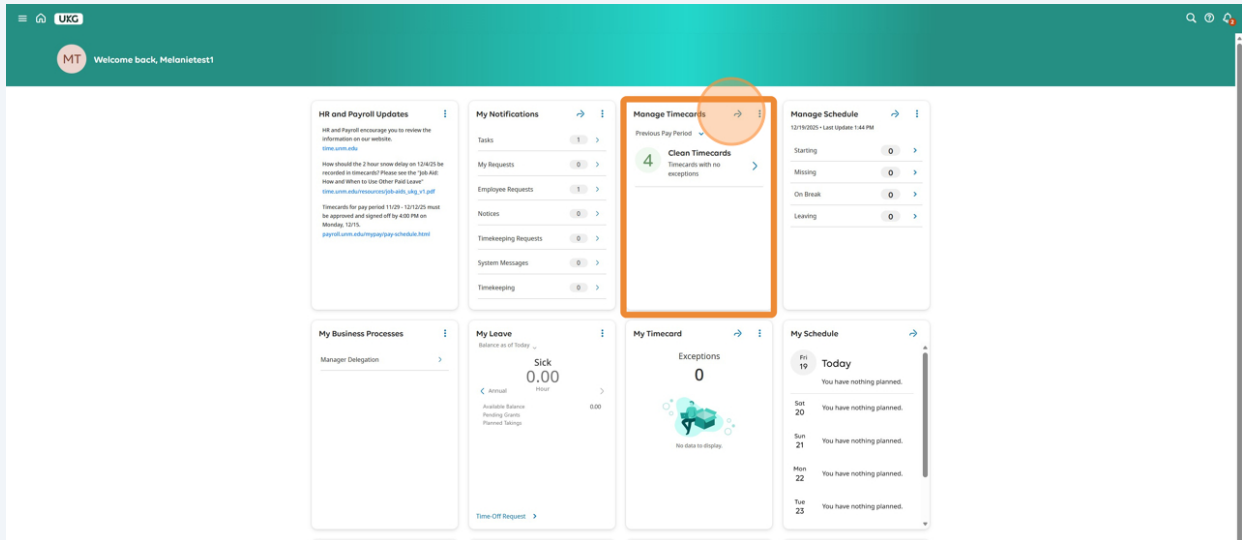 UKG
2
MT
Welcome back, Melanietest1
HR and Payroll Updates
HR and Payroll encourage you to review the
information on our website.
time.unm.edu
How should the 2 hour snow delay on 12/4/25 be
recorded in timecards? Please see the "Job Aid:
How and When to Use Other Paid Leave"
time.unm.edu/resources/job-aids_ukg_v1.pdf
Timecards for pay period 11/29 - 12/12/25 must
be approved and signed off by 4:00 PM on
Monday, 12/15.
payroll.unm.edu/mypay/pay-schedule.html
My Notifications
Tasks 1
My Requests 0
Employee Requests 1
Notices 0
Timekeeping Requests 0
System Messages 0
Timekeeping 0
Manage Timecards
Previous Pay Period
4
Clean Timecards
Timecards with no
exceptions
Manage Schedule
12/19/2025 • Last Update 1:44 PM
Starting 0
Missing 0
On Break 0
Leaving 0
My Business Processes
Manager Delegation
My Leave
Balance as of Today
Sick
0.00
Annual
Hour
Available Balance 0.00
Pending Grants
Planned Takings
Time-Off Request
My Timecard
Exceptions
0
No data to display.
My Schedule
Fri
19
Today
You have nothing planned.
Sat
20
You have nothing planned.
Sun
21
You have nothing planned.
Mon
22
You have nothing planned.
Tue
23
You have nothing planned.